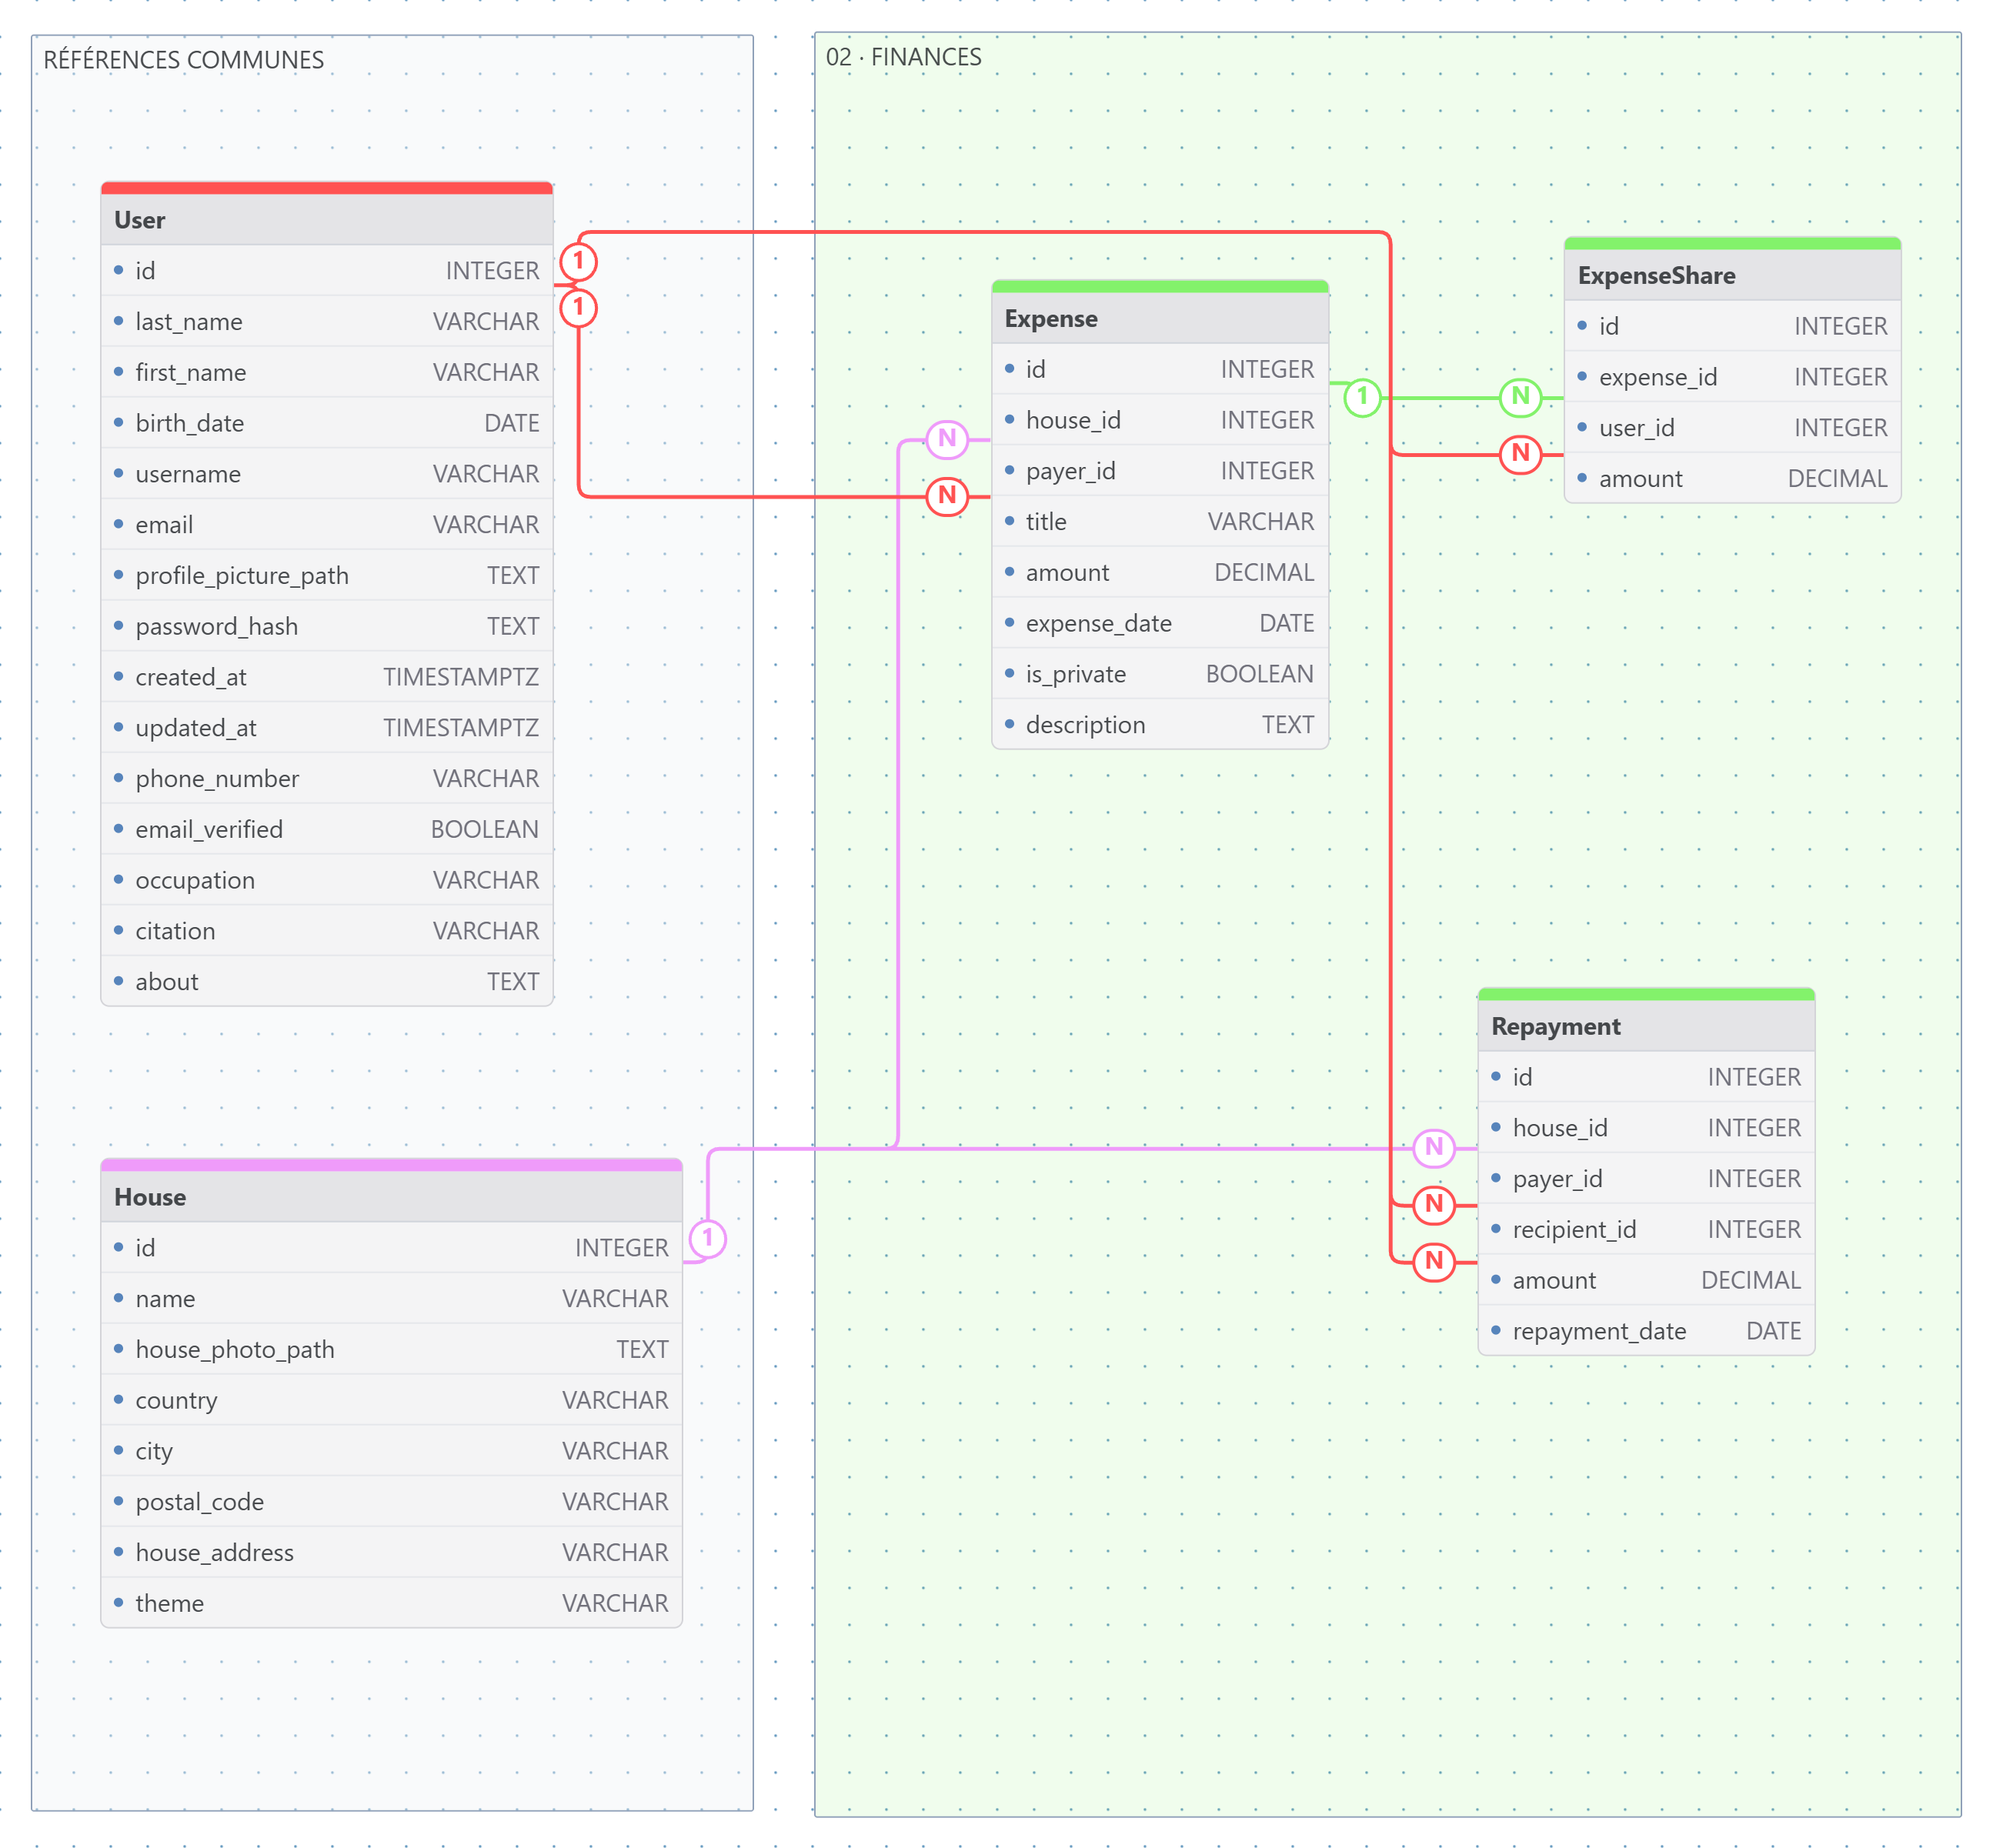 RÉFÉRENCES COMMUNES
User
id INTEGER
last_name VARCHAR
first_name VARCHAR
birth_date DATE
username VARCHAR
email VARCHAR
profile_picture_path TEXT
password_hash TEXT
created_at TIMESTAMPTZ
updated_at TIMESTAMPTZ
phone_number VARCHAR
email_verified BOOLEAN
occupation VARCHAR
citation VARCHAR
about TEXT
1
1
House
id INTEGER
name VARCHAR
house_photo_path TEXT
country VARCHAR
city VARCHAR
postal_code VARCHAR
house_address VARCHAR
theme VARCHAR
1
02 · FINANCES
N
N
Expense
id INTEGER
house_id INTEGER
payer_id INTEGER
title VARCHAR
amount DECIMAL
expense_date DATE
is_private BOOLEAN
description TEXT
1
N
N
ExpenseShare
id INTEGER
expense_id INTEGER
user_id INTEGER
amount DECIMAL
N
N
N
Repayment
id INTEGER
house_id INTEGER
payer_id INTEGER
recipient_id INTEGER
amount DECIMAL
repayment_date DATE